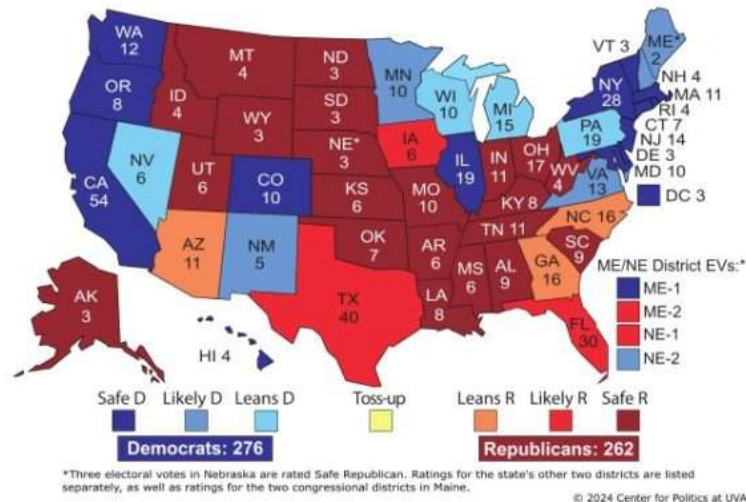 WA
12
OR
8
CA
54
NV
6
ID
4
MT
4
WY
3
UT
6
AZ
11
CO
10
NM
5
ND
3
SD
3
NE*
3
KS
6
OK
7
TX
40
MN
10
IA
6
MO
10
AR
6
LA
8
WI
10
IL
19
MI
15
IN
11
OH
17
KY 8
TN 11
MS
6
AL
9
GA
16
FL
30
SC
9
NC 16
VA
13
WV
4
PA
19
NY
28
VT 3
ME*
2
NH 4
MA 11
RI 4
CT 7
NJ 14
DE 3
MD 10
DC 3
AK
3
HI 4
ME/NE District EVs:*
ME-1
ME-2
NE-1
NE-2
Safe D Likely D Leans D Toss-up Leans R Likely R Safe R
Democrats: 276 Republicans: 262
*Three electoral votes in Nebraska are rated Safe Republican. Ratings for the state's other two districts are listed
separately, as well as ratings for the two congressional districts in Maine.
© 2024 Center for Politics at UVA